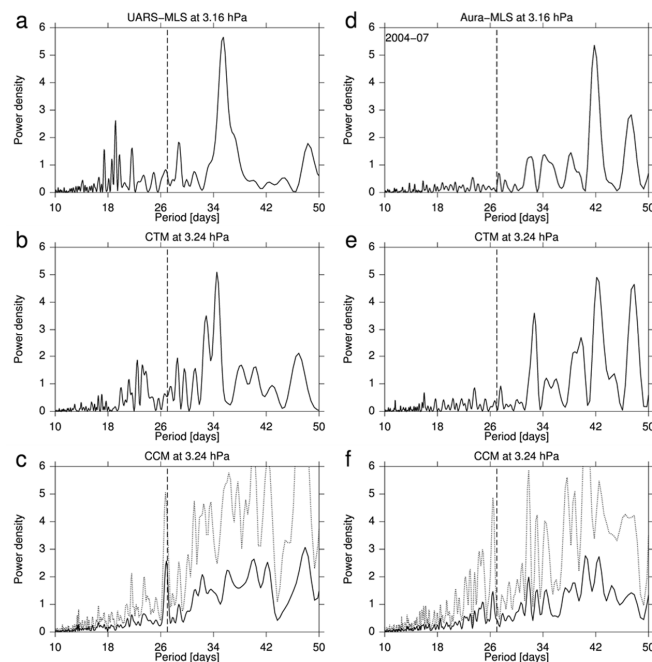 a
UARS-MLS at 3.16 hPa
Power density
6
5
4
3
2
1
0
10 18 26 34 42 50
Period [days]
d
Aura-MLS at 3.16 hPa
2004-07
Power density
6
5
4
3
2
1
0
10 18 26 34 42 50
Period [days]
b
CTM at 3.24 hPa
Power density
6
5
4
3
2
1
0
10 18 26 34 42 50
Period [days]
e
CTM at 3.24 hPa
Power density
6
5
4
3
2
1
0
10 18 26 34 42 50
Period [days]
c
CCM at 3.24 hPa
Power density
6
5
4
3
2
1
0
10 18 26 34 42 50
Period [days]
f
CCM at 3.24 hPa
Power density
6
5
4
3
2
1
0
10 18 26 34 42 50
Period [days]